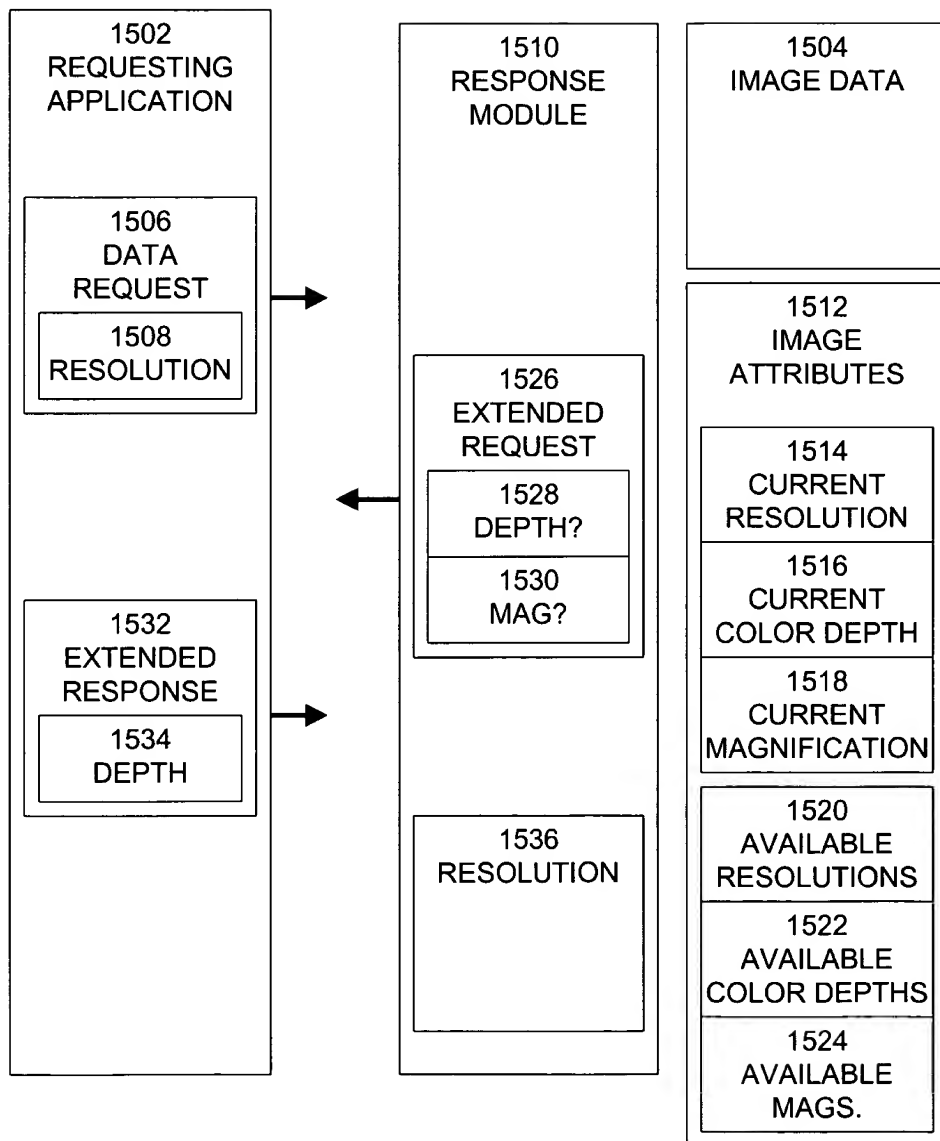 1502
REQUESTING
APPLICATION
1506
DATA
REQUEST
1508
RESOLUTION
1532
EXTENDED
RESPONSE
1534
DEPTH
1510
RESPONSE
MODULE
1526
EXTENDED
REQUEST
1528
DEPTH?
1530
MAG?
1536
RESOLUTION
1504
IMAGE DATA
1512
IMAGE
ATTRIBUTES
1514
CURRENT
RESOLUTION
1516
CURRENT
COLOR DEPTH
1518
CURRENT
MAGNIFICATION
1520
AVAILABLE
RESOLUTIONS
1522
AVAILABLE
COLOR DEPTHS
1524
AVAILABLE
MAGS.